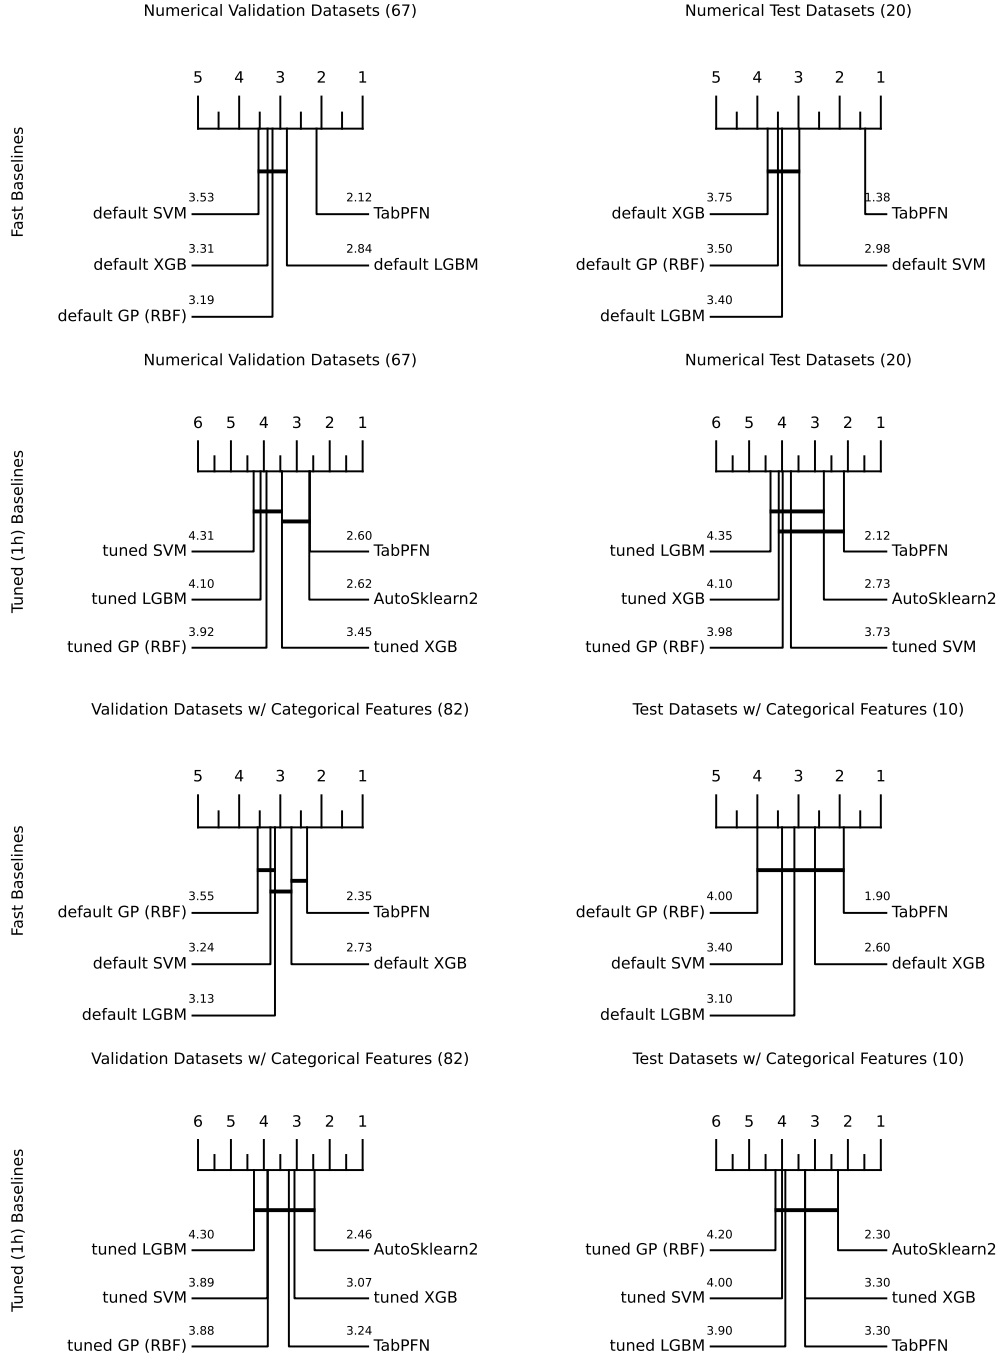 Numerical Validation Datasets (67)
Numerical Test Datasets (20)
Fast Baselines
5 4 3 2 1
5 4 3 2 1
3.53 2.12
default SVM TabPFN
3.31 2.84
default XGB default LGBM
3.19
default GP (RBF)
3.75 1.38
default XGB TabPFN
3.50 2.98
default GP (RBF) default SVM
3.40
default LGBM
Numerical Validation Datasets (67)
Numerical Test Datasets (20)
Tuned (1h) Baselines
6 5 4 3 2 1
6 5 4 3 2 1
4.31 2.60
tuned SVM TabPFN
4.10 2.62
tuned LGBM AutoSklearn2
3.92 3.45
tuned GP (RBF) tuned XGB
4.35 2.12
tuned LGBM TabPFN
4.10 2.73
tuned XGB AutoSklearn2
3.98 3.73
tuned GP (RBF) tuned SVM
Validation Datasets w/ Categorical Features (82)
Test Datasets w/ Categorical Features (10)
Fast Baselines
5 4 3 2 1
5 4 3 2 1
3.55 2.35
default GP (RBF) TabPFN
3.24 2.73
default SVM default XGB
3.13
default LGBM
4.00 1.90
default GP (RBF) TabPFN
3.40 2.60
default SVM default XGB
3.10
default LGBM
Validation Datasets w/ Categorical Features (82)
Test Datasets w/ Categorical Features (10)
Tuned (1h) Baselines
6 5 4 3 2 1
6 5 4 3 2 1
4.30 2.46
tuned LGBM AutoSklearn2
3.89 3.07
tuned SVM tuned XGB
3.88 3.24
tuned GP (RBF) TabPFN
4.20 2.30
tuned GP (RBF) AutoSklearn2
4.00 3.30
tuned SVM tuned XGB
3.90 3.30
tuned LGBM TabPFN